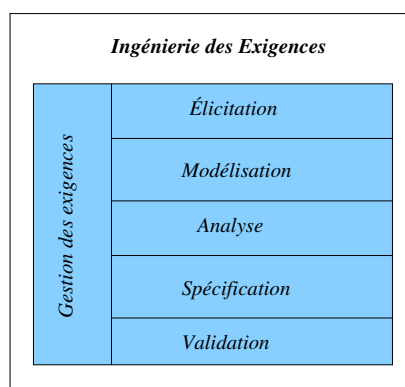 Ingénierie des Exigences
Gestion des exigences
Élicitation
Modélisation
Analyse
Spécification
Validation